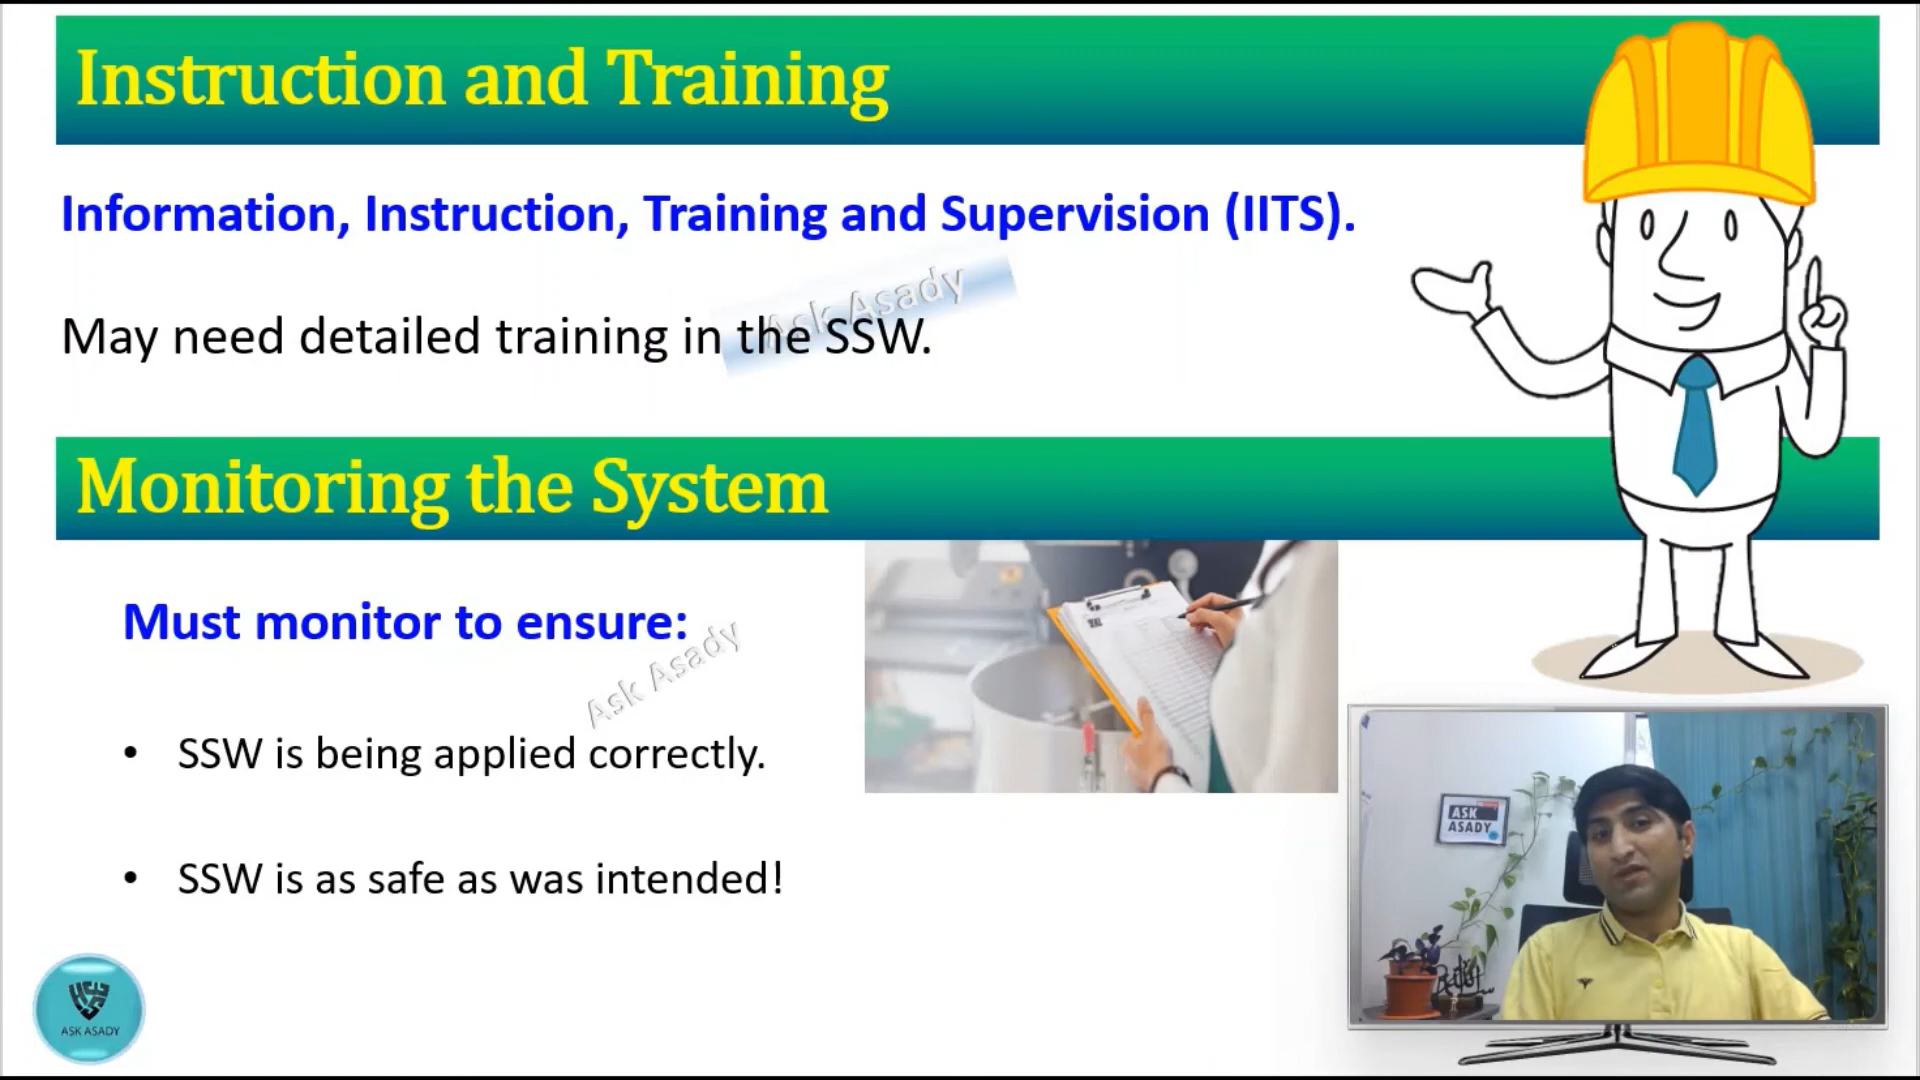 Instruction and Training
Information, Instruction, Training and Supervision (IITS).
Ask Asady
May need detailed training in the SSW.
Monitoring the System
Must monitor to ensure:
Ask Asady
• SSW is being applied correctly.
• SSW is as safe as was intended!
ASK
ASADY
ASK ASADY